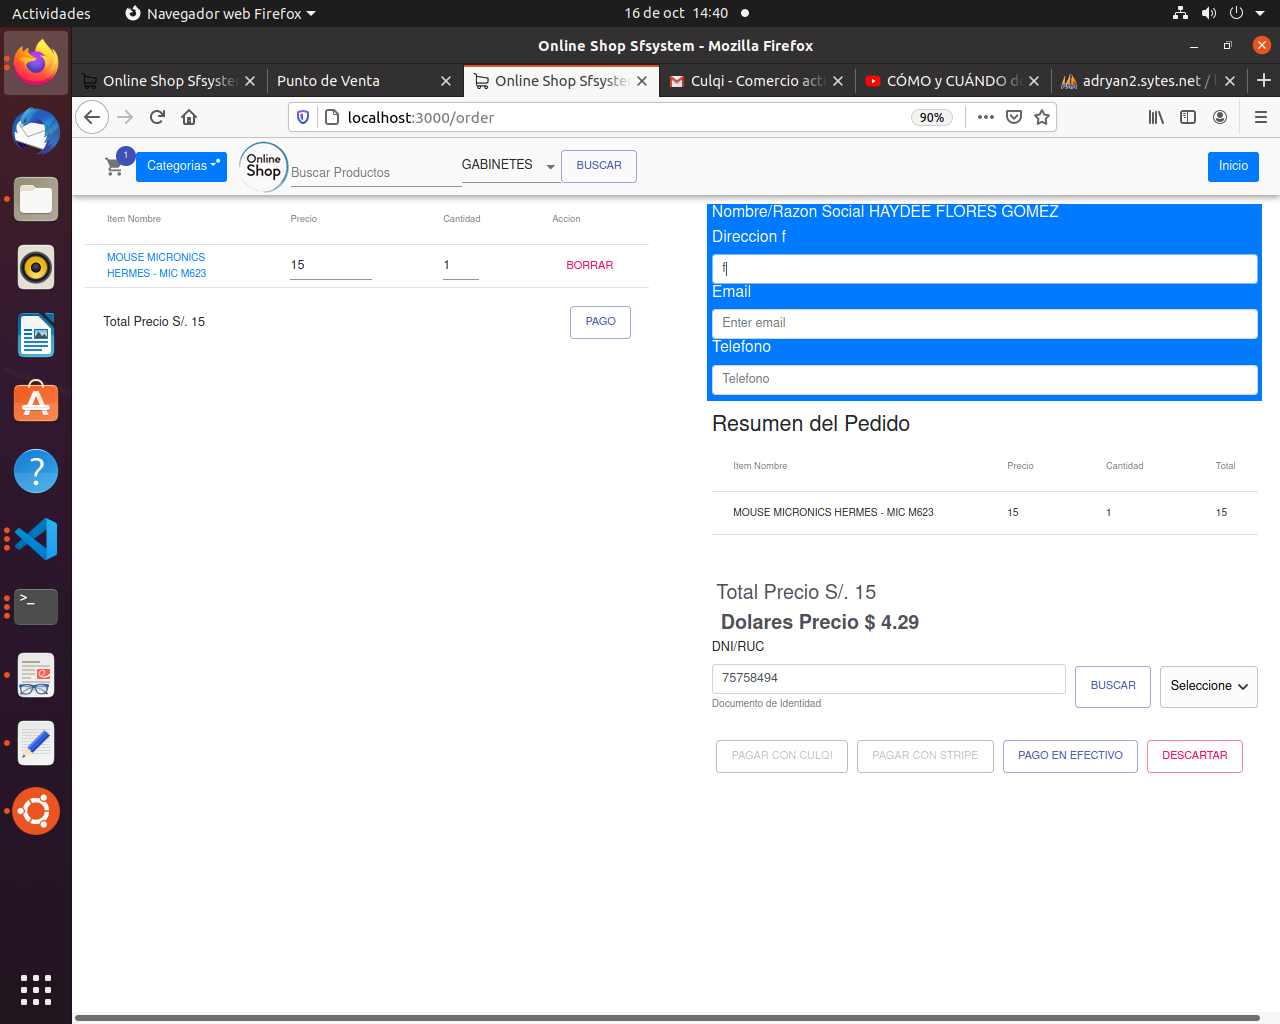 Actividades
Navegador web Firefox
16 de oct 14:40
Online Shop Sfsystem - Mozilla Firefox
Online Shop Sfsyste
Punto de Venta
Online Shop Sfsyste
Culqi - Comercio acti
CÓMO y CUÁNDO d
adryan2.sytes.net / l
localhost:3000/order
90%
1
Categorias
Online Shop
Buscar Productos
GABINETES
BUSCAR
Inicio
Item Nombre Precio Cantidad Accion
MOUSE MICRONICS
HERMES - MIC M623
15 1 BORRAR
Total Precio S/. 15
PAGO
Nombre/Razon Social HAYDEE FLORES GOMEZ
Direccion f
f
Email
Enter email
Telefono
Telefono
Resumen del Pedido
Item Nombre Precio Cantidad Total
MOUSE MICRONICS HERMES - MIC M623 15 1 15
Total Precio S/. 15
Dolares Precio $ 4.29
DNI/RUC
75758494
BUSCAR
Seleccione
Documento de Identidad
PAGAR CON CULQI
PAGAR CON STRIPE
PAGO EN EFECTIVO
DESCARTAR